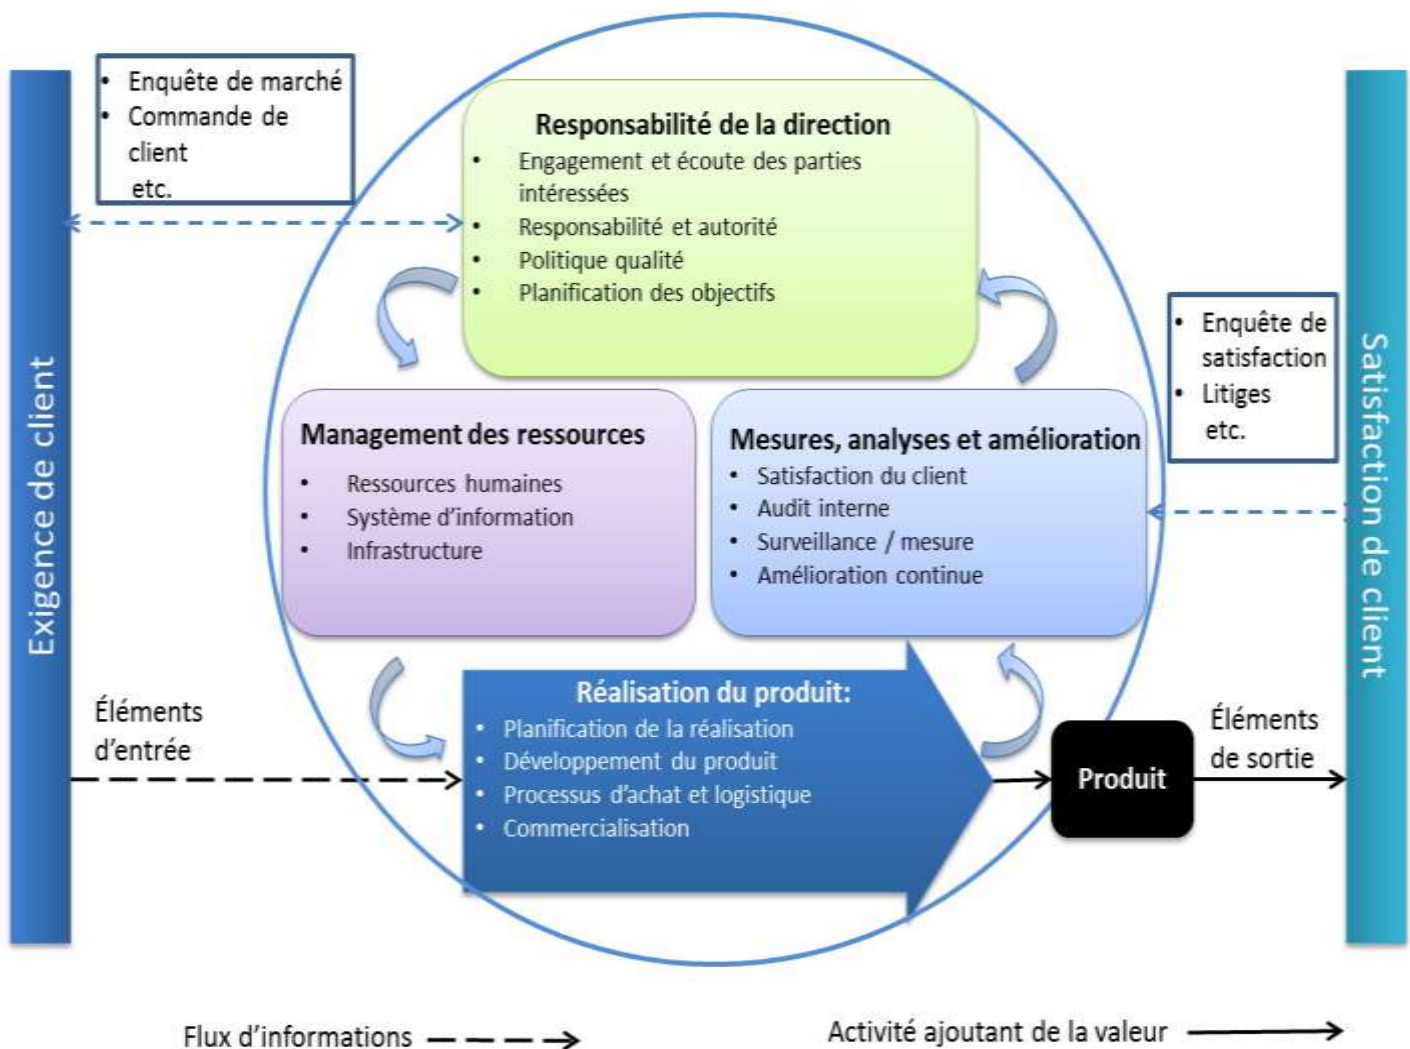 • Enquête de marché
• Commande de
client
etc.
Responsabilité de la direction
• Engagement et écoute des parties
intéressées
• Responsabilité et autorité
• Politique qualité
• Planification des objectifs
Exigence de client
• Enquête de
satisfaction
• Litiges
etc.
Satisfaction de client
Management des ressources
• Ressources humaines
• Système d'information
• Infrastructure
Mesures, analyses et amélioration
• Satisfaction du client
• Audit interne
• Surveillance / mesure
• Amélioration continue
Éléments
d'entrée
Réalisation du produit:
• Planification de la réalisation
• Développement du produit
• Processus d'achat et logistique
• Commercialisation
Produit
Éléments
de sortie
Flux d'informations
Activité ajoutant de la valeur